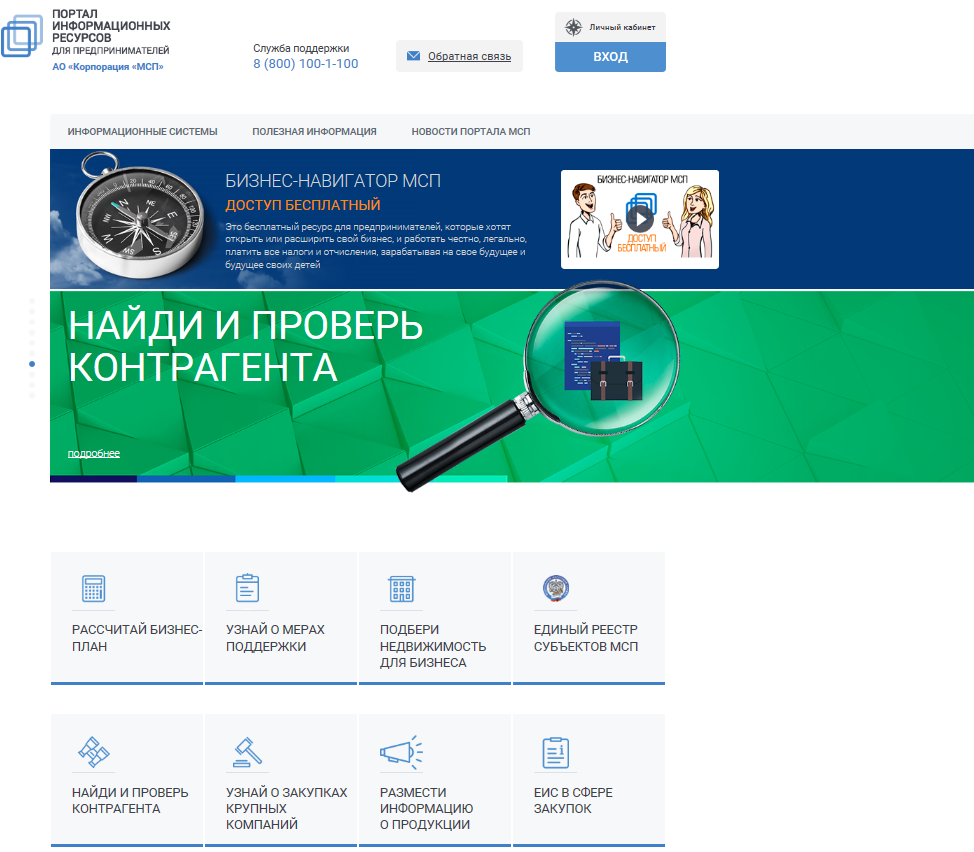 ПОРТАЛ
ИНФОРМАЦИОННЫХ
РЕСУРСОВ
ДЛЯ ПРЕДПРИНИМАТЕЛЕЙ
АО «Корпорация «МСП»
Служба поддержки
8 (800) 100-1-100
Обратная связь
Личный кабинет
ВХОД
ИНФОРМАЦИОННЫЕ СИСТЕМЫ
ПОЛЕЗНАЯ ИНФОРМАЦИЯ
НОВОСТИ ПОРТАЛА МСП
N
NE
E
SE
S
SW
W
NW
БИЗНЕС-НАВИГАТОР МСП
ДОСТУП БЕСПЛАТНЫЙ
Это бесплатный ресурс для предпринимателей, которые хотят
открыть или расширить свой бизнес, и работать честно, легально,
платить все налоги и отчисления, зарабатывая на свое будущее и
будущее своих детей
БИЗНЕС-НАВИГАТОР МСП
ДОСТУП
БЕСПЛАТНЫЙ
НАЙДИ И ПРОВЕРЬ
КОНТРАГЕНТА
подробнее
РАССЧИТАЙ БИЗНЕС-
ПЛАН
УЗНАЙ О МЕРАХ
ПОДДЕРЖКИ
ПОДБЕРИ
НЕДВИЖИМОСТЬ
ДЛЯ БИЗНЕСА
ЕДИНЫЙ РЕЕСТР
СУБЪЕКТОВ МСП
НАЙДИ И ПРОВЕРЬ
КОНТРАГЕНТА
УЗНАЙ О ЗАКУПКАХ
КРУПНЫХ
КОМПАНИЙ
РАЗМЕСТИ
ИНФОРМАЦИЮ
О ПРОДУКЦИИ
ЕИС В СФЕРЕ
ЗАКУПОК